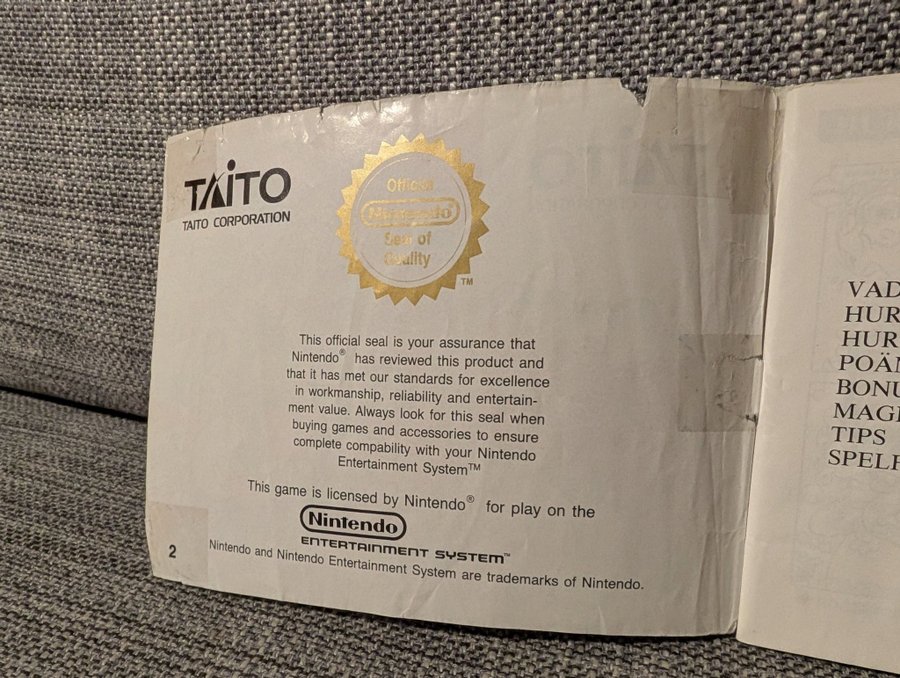 TAITO
TAITO CORPORATION
Official
Nintendo
Seal of
Quality
TM
This official seal is your assurance that
Nintendo® has reviewed this product and
that it has met our standards for excellence
in workmanship, reliability and entertain-
ment value. Always look for this seal when
buying games and accessories to ensure
complete compability with your Nintendo
Entertainment System™
This game is licensed by Nintendo® for play on the
Nintendo
ENTERTAINMENT SYSTEM™
Nintendo and Nintendo Entertainment System are trademarks of Nintendo.
2
VAD
HUR
HUR
POÄN
BONU
MAGI
TIPS
SPELF